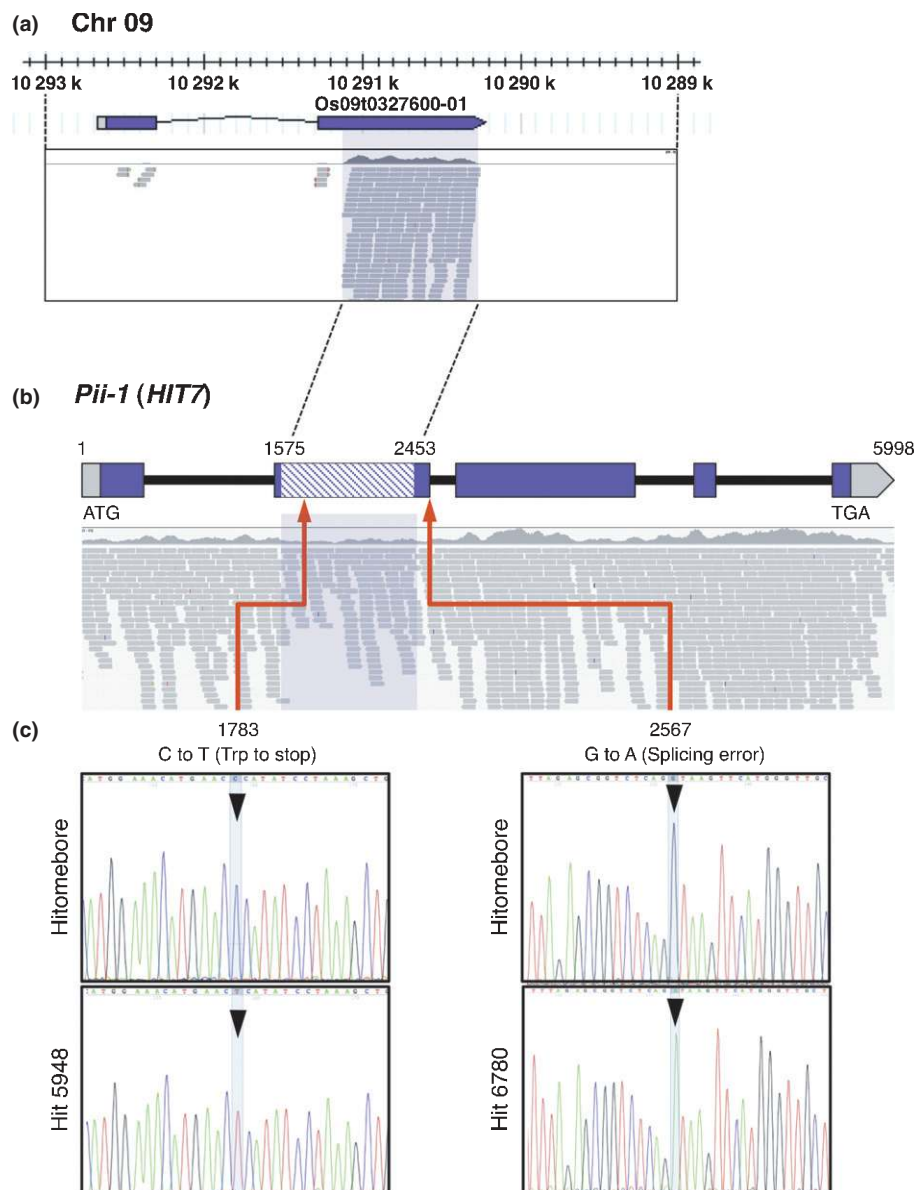 (a) Chr 09
10 293 k 10 292 k 10 291 k 10 290 k 10 289 k
Os09t0327600-01
(b) Pii-1 (HIT7)
1 1575 2453 5998
ATG TGA
(c) 1783 2567
C to T (Trp to stop) G to A (Splicing error)
Hitomebore Hitomebore
Hit 5948 Hit 6780